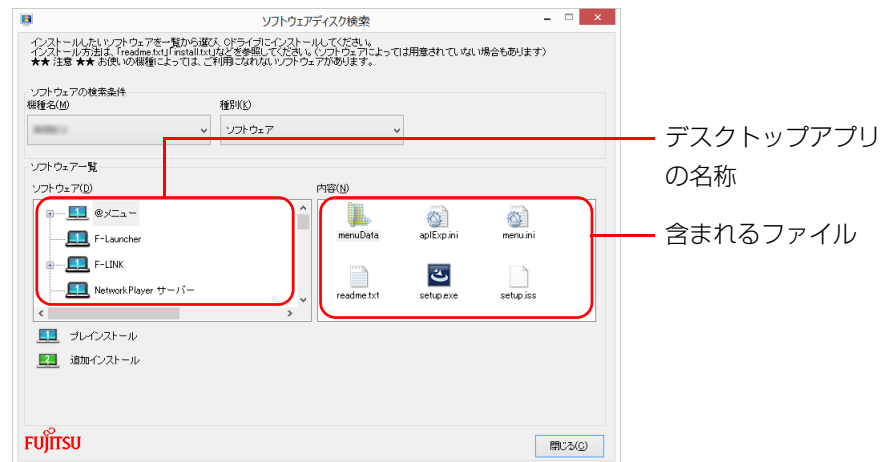 ソフトウェアディスク検索
インストールしたいソフトウェアを一覧から選び、Cドライブにインストールしてください。
インストール方法は、「readme.txt」「install.txt」などを参照してください。(ソフトウェアによっては用意されていない場合もあります)
★★ 注意 ★★ お使いの機種によっては、ご利用になれないソフトウェアがあります。
ソフトウェアの検索条件
機種名(M)
種別(K)
ソフトウェア
デスクトップアプリ
の名称
ソフトウェア一覧
ソフトウェア(D)
内容(N)
@メニュー
F-Launcher
F-LINK
NetworkPlayer サーバー
menuData
aplExp.ini
menu.ini
readme.txt
setup.exe
setup.iss
含まれるファイル
1 プレインストール
2 追加インストール
FUJITSU
閉じる(C)